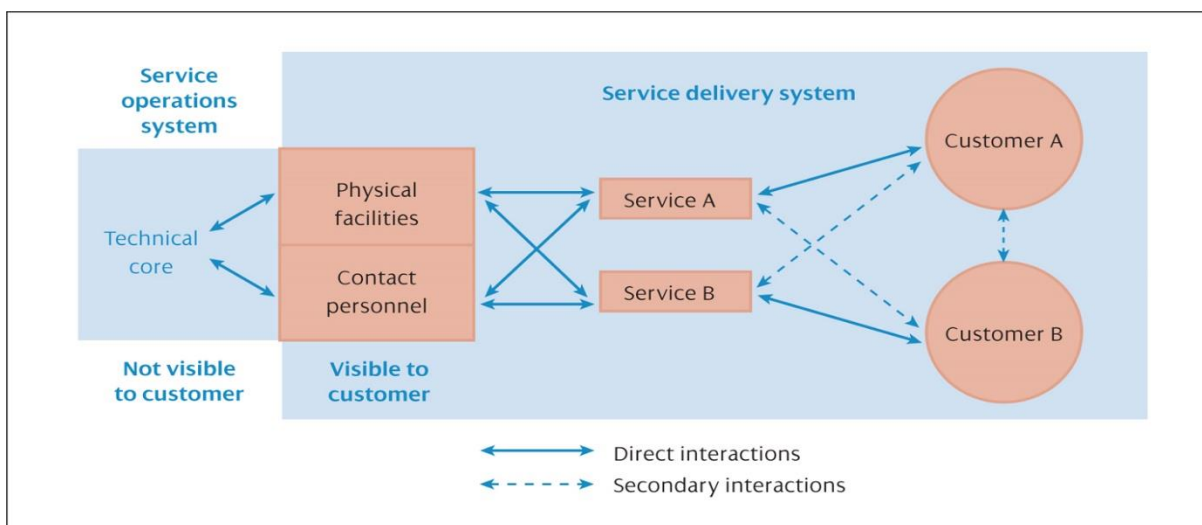 Service
operations
system
Service delivery system
Customer A
Physical
facilities
Service A
Technical
core
Contact
personnel
Service B
Customer B
Not visible
to customer
Visible to
customer
Direct interactions
Secondary interactions